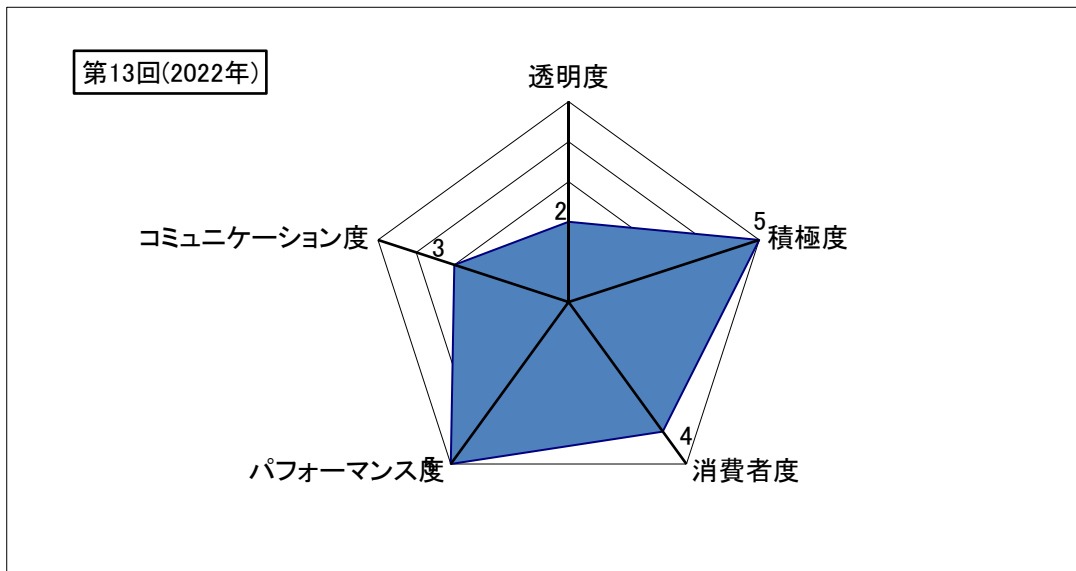 第13回(2022年)
透明度
2
5
積極度
コミュニケーション度
3
4
消費者度
パフォーマンス度
5